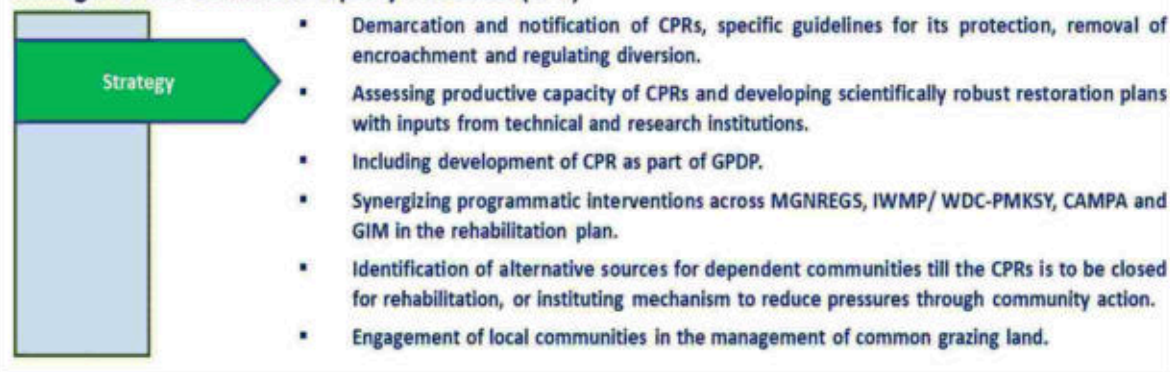 Strategy
▪ Demarcation and notification of CPRs, specific guidelines for its protection, removal of
encroachment and regulating diversion.
▪ Assessing productive capacity of CPRs and developing scientifically robust restoration plans
with inputs from technical and research institutions.
▪ Including development of CPR as part of GPDP.
▪ Synergizing programmatic interventions across MGNREGS, IWMP/ WDC-PMKSY, CAMPA and
GIM in the rehabilitation plan.
▪ Identification of alternative sources for dependent communities till the CPRs is to be closed
for rehabilitation, or instituting mechanism to reduce pressures through community action.
▪ Engagement of local communities in the management of common grazing land.